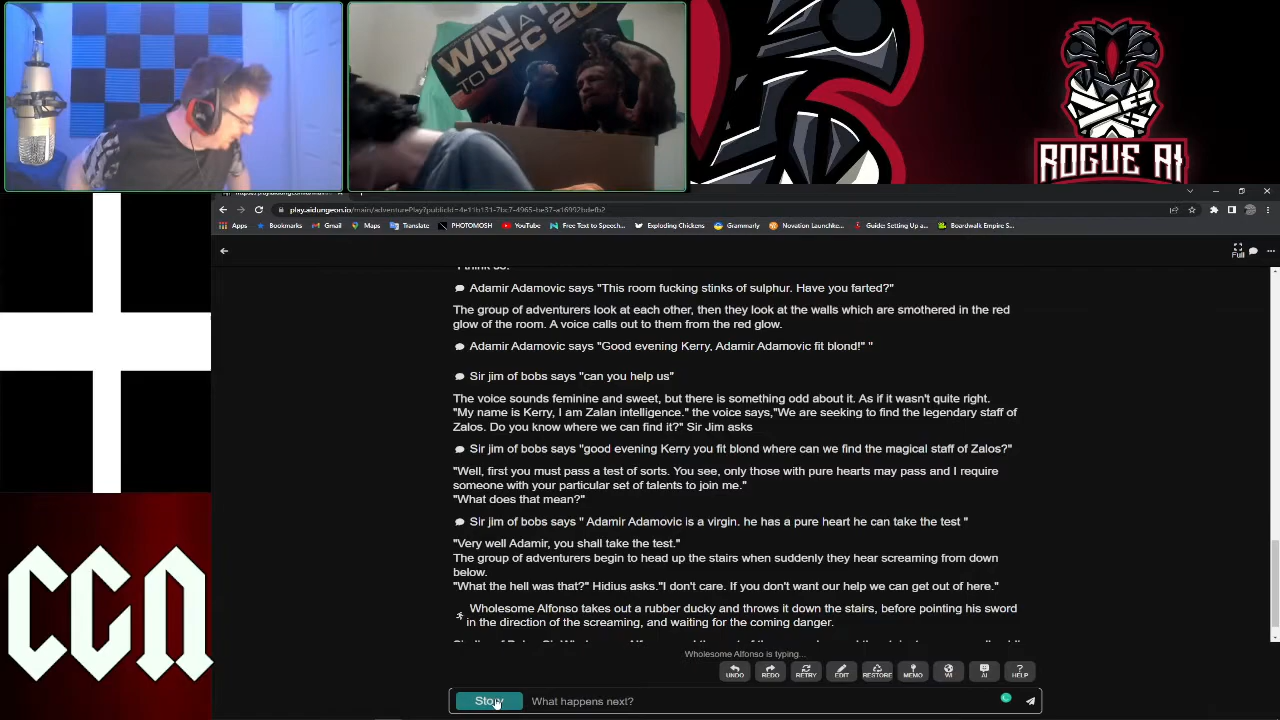 WIN A T
TO UFC 20
ROGUE AI
play.aidungeon.io/main/adventurePlay?publicId=4e11b131-7bc7-4965-be37-a16992bdefb2
Apps Bookmarks Gmail Maps Translate PHOTOMOSH YouTube Free Text to Speech... Exploding Chickens Grammarly Novation Launchke... Guide: Setting Up a... Boardwalk Empire S...
Full
"I think so."
Adamir Adamovic says "This room fucking stinks of sulphur. Have you farted?"
The group of adventurers look at each other, then they look at the walls which are smothered in the red
glow of the room. A voice calls out to them from the red glow.
Adamir Adamovic says "Good evening Kerry, Adamir Adamovic fit blond!" "
Sir jim of bobs says "can you help us"
The voice sounds feminine and sweet, but there is something odd about it. As if it wasn't quite right.
"My name is Kerry, I am Zalan intelligence." the voice says,"We are seeking to find the legendary staff of
Zalos. Do you know where we can find it?" Sir Jim asks
Sir jim of bobs says "good evening Kerry you fit blond where can we find the magical staff of Zalos?"
"Well, first you must pass a test of sorts. You see, only those with pure hearts may pass and I require
someone with your particular set of talents to join me."
"What does that mean?"
Sir jim of bobs says " Adamir Adamovic is a virgin. he has a pure heart he can take the test "
"Very well Adamir, you shall take the test."
The group of adventurers begin to head up the stairs when suddenly they hear screaming from down
below.
"What the hell was that?" Hidius asks."I don't care. If you don't want our help we can get out of here."
Wholesome Alfonso takes out a rubber ducky and throws it down the stairs, before pointing his sword
in the direction of the screaming, and waiting for the coming danger.
Wholesome Alfonso is typing...
UNDO REDO RETRY EDIT RESTORE MEMO WI AI HELP
Story What happens next?
CGN